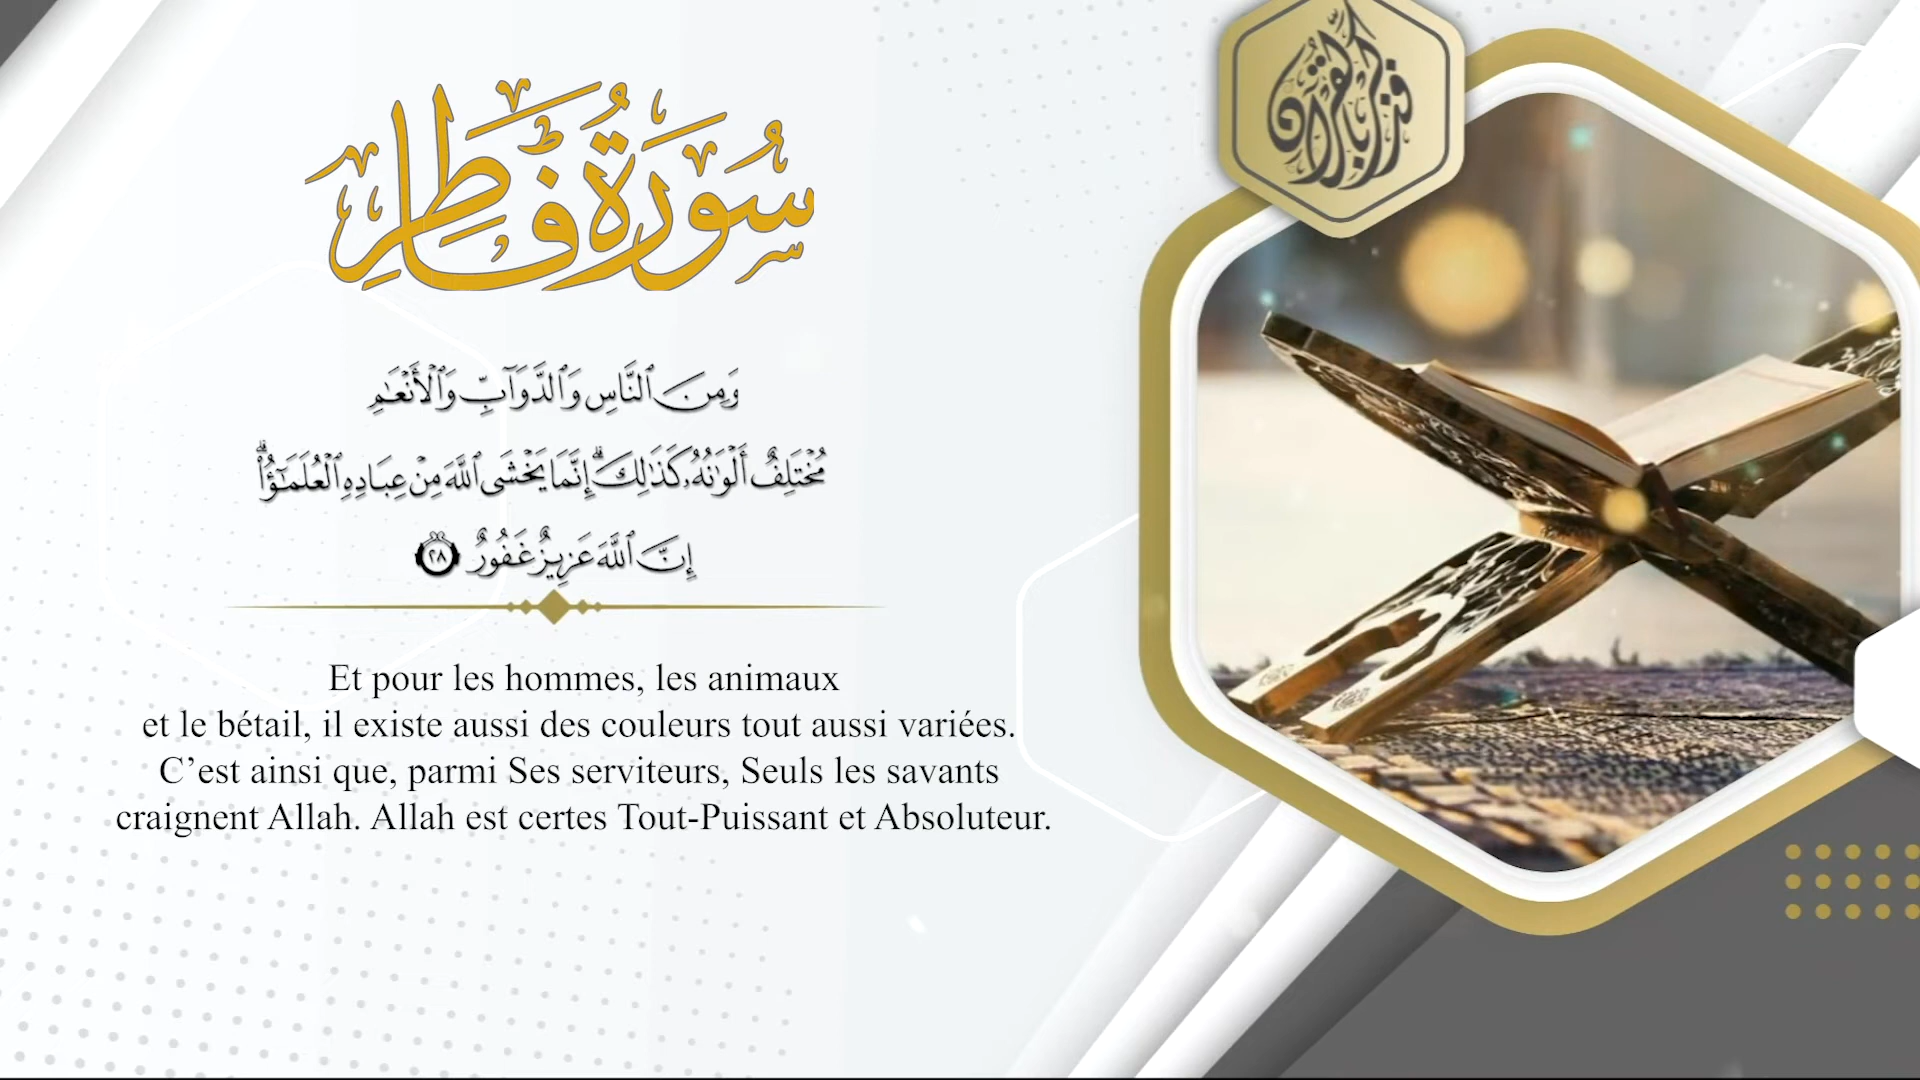 سُورَةُ فَاطِرٍ
فذكر بالقرآن
وَمِنَ ٱلنَّاسِ وَٱلدَّوَآبِّ وَٱلْأَنْعَٰمِ
مُخْتَلِفٌ أَلْوَٰنُهُۥ كَذَٰلِكَ ۗ إِنَّمَا يَخْشَى ٱللَّهَ مِنْ عِبَادِهِ ٱلْعُلَمَٰٓؤُا۟ ۗ
إِنَّ ٱللَّهَ عَزِيزٌ غَفُورٌ ٢٨
Et pour les hommes, les animaux
et le bétail, il existe aussi des couleurs tout aussi variées.
C’est ainsi que, parmi Ses serviteurs, Seuls les savants
craignent Allah. Allah est certes Tout-Puissant et Absoluteur.